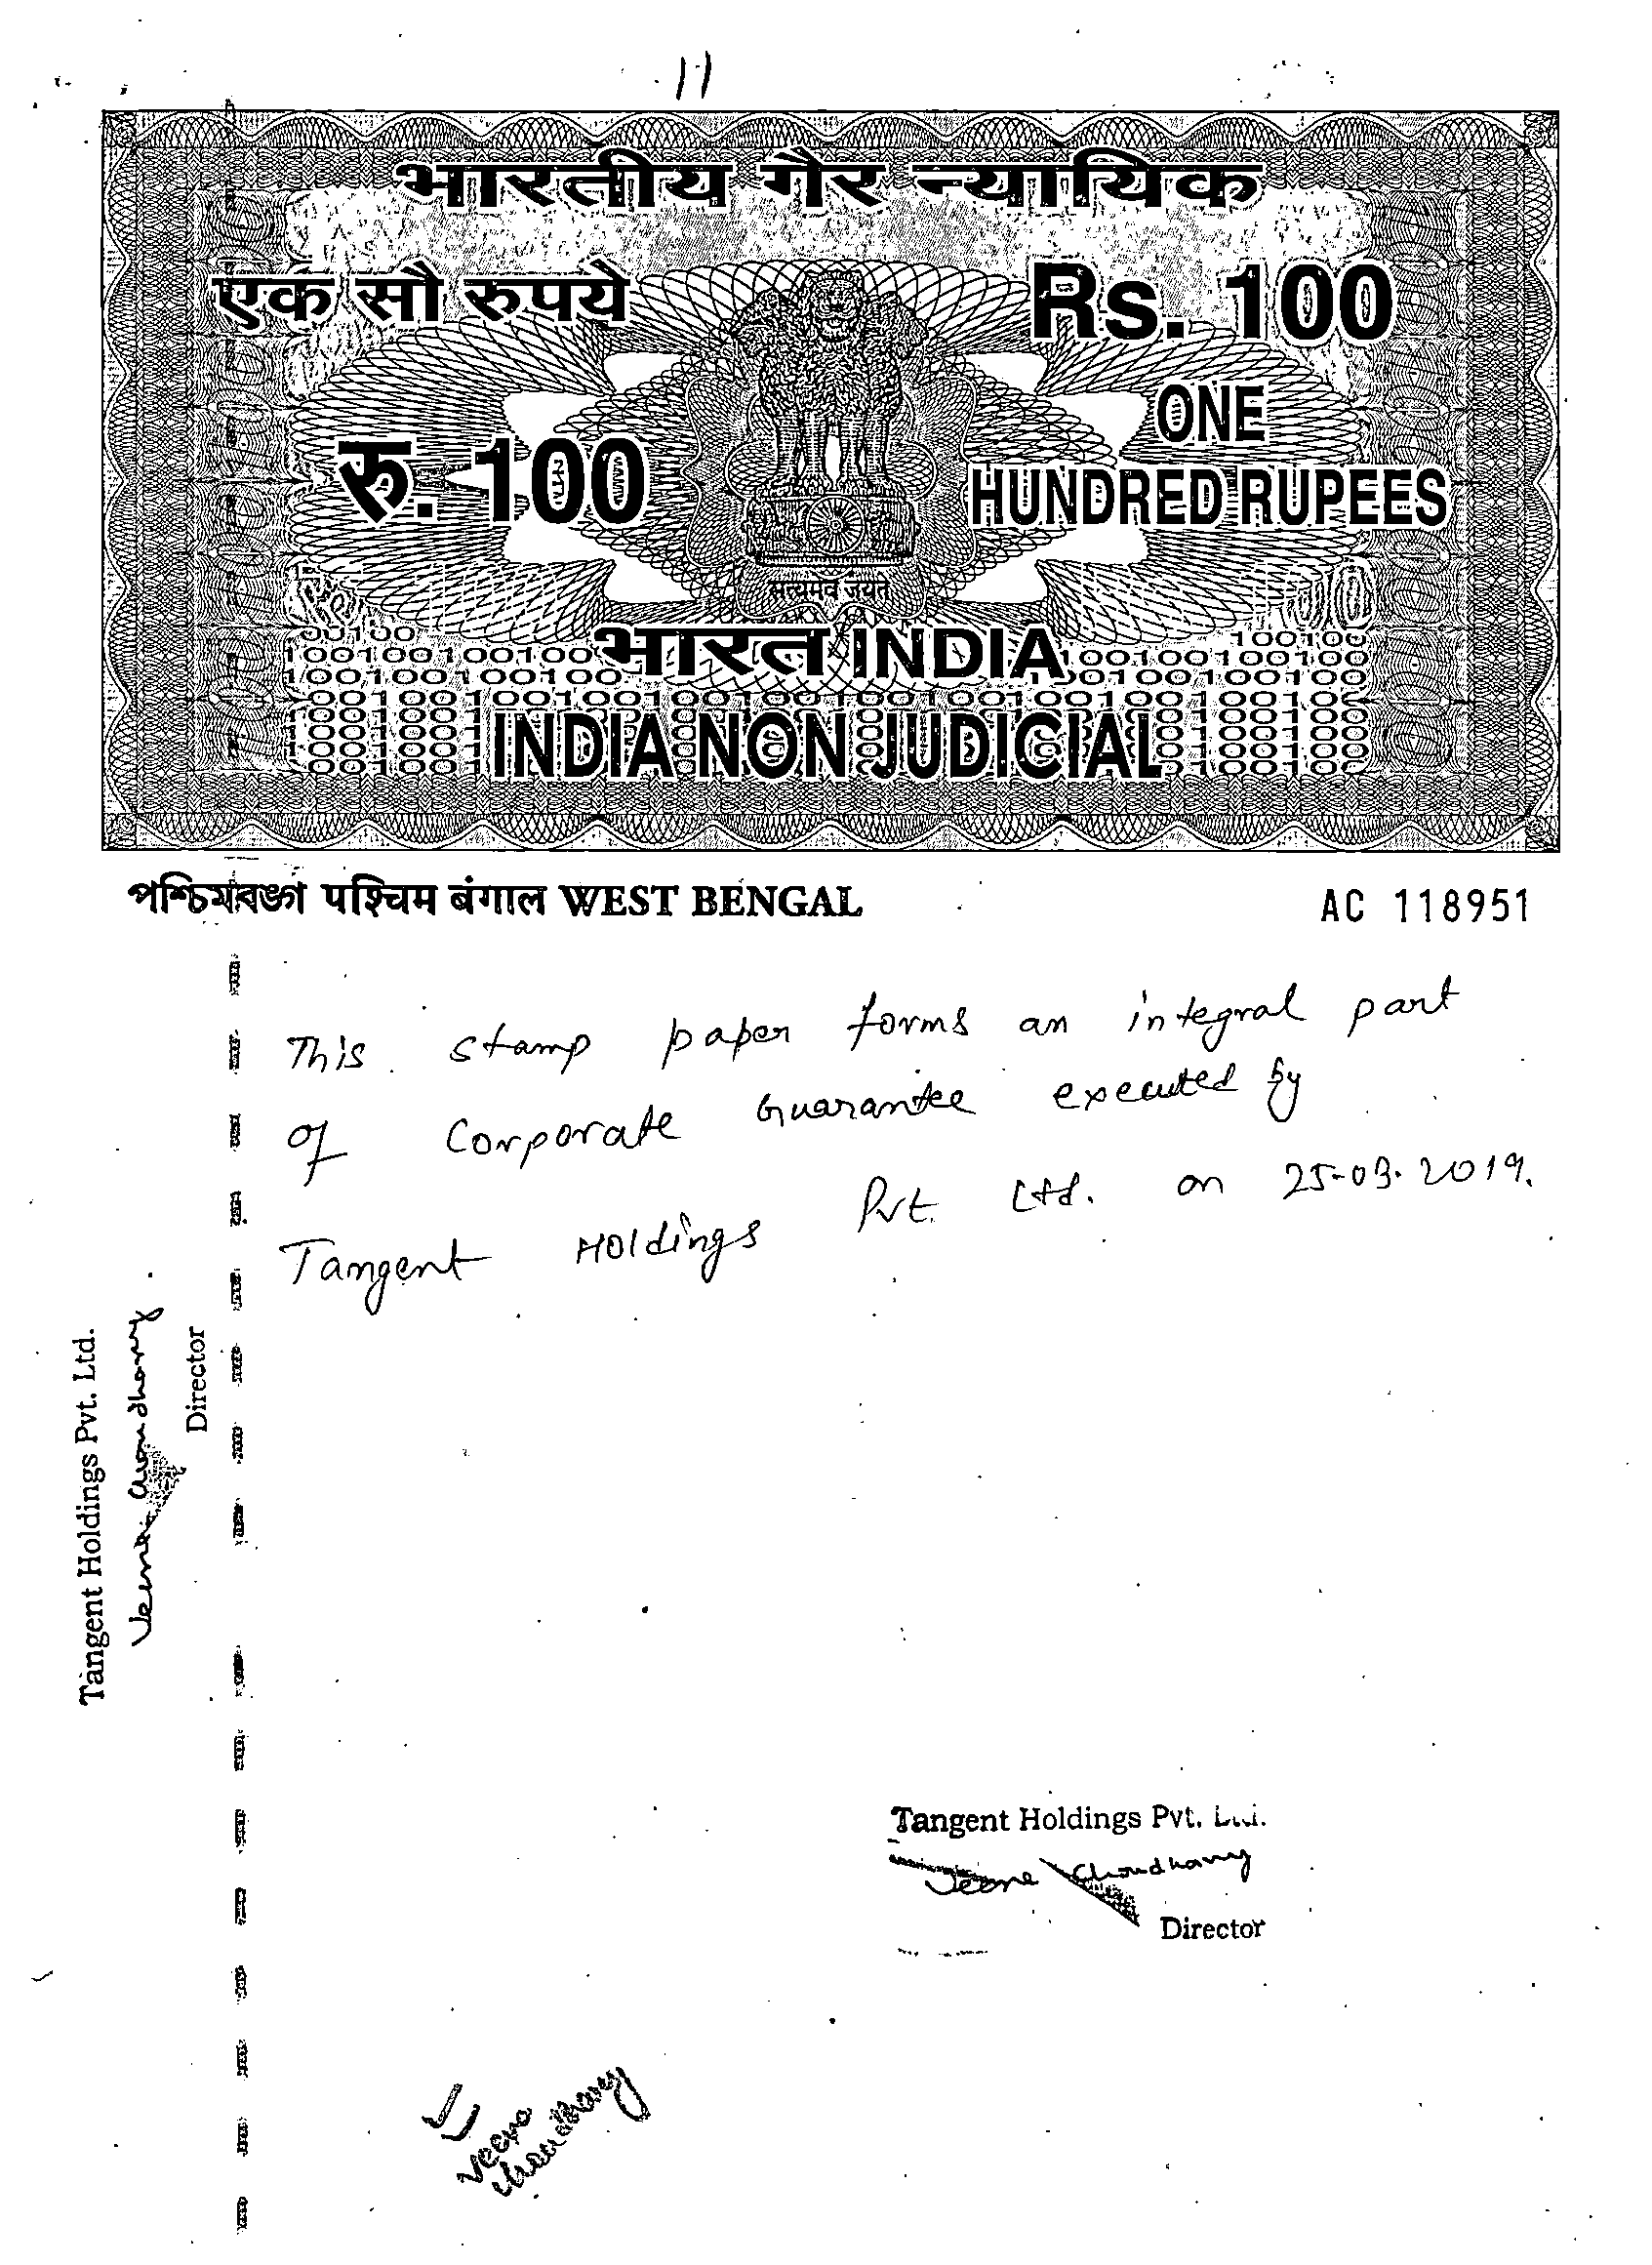 11
भारतीय गैर न्यायिक
एक सौ रुपये
Rs. 100
रु. 100
ONE
HUNDRED RUPEES
सत्यमेव जयते
भारत INDIA
INDIA NON JUDICIAL
পশ্চিমবঙ্গ पश्चिम बंगाल WEST BENGAL
AC 118951
This stamp paper forms an integral part
of Corporate Guarantee executed by
Tangent Holdings Pvt. Ltd. on 25-03-2019.
Tangent Holdings Pvt. Ltd.
Veena Choudhary
Director
Tangent Holdings Pvt. Ltd.
Veena Choudhary
Director
Veena
Choudhary